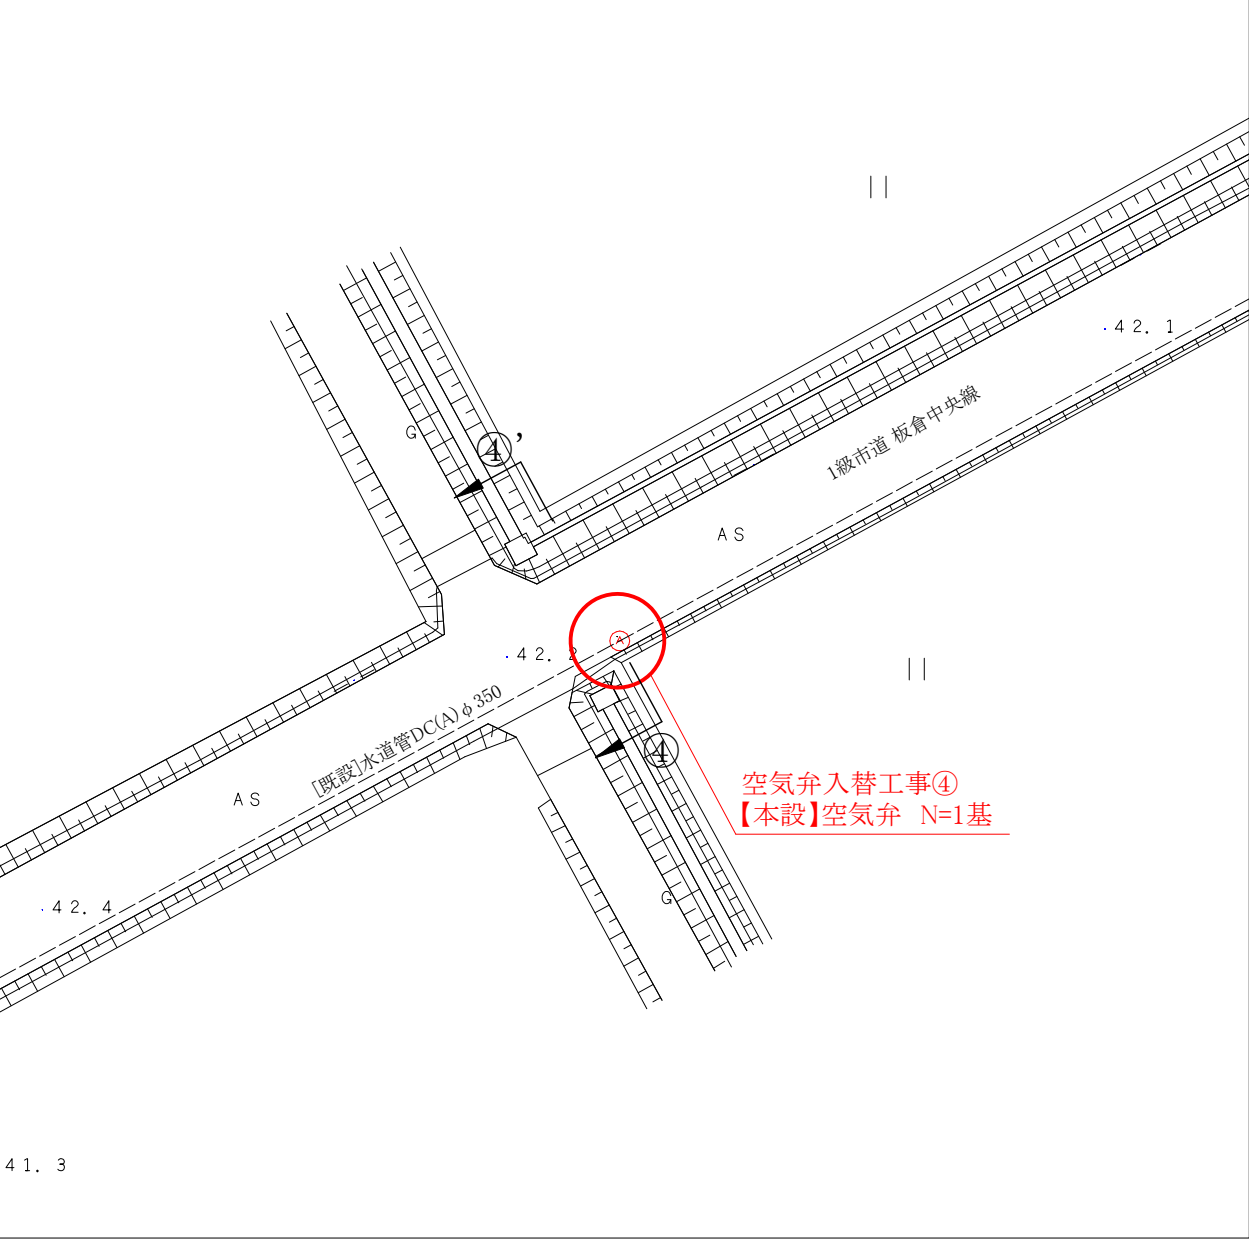 42. 1
G
④’
1級市道 板倉中央線
AS
42. 2
[既設]水道管DC(A)φ350
A
④
空気弁入替工事④
【本設】空気弁 N=1基
AS
G
42. 4
41. 3